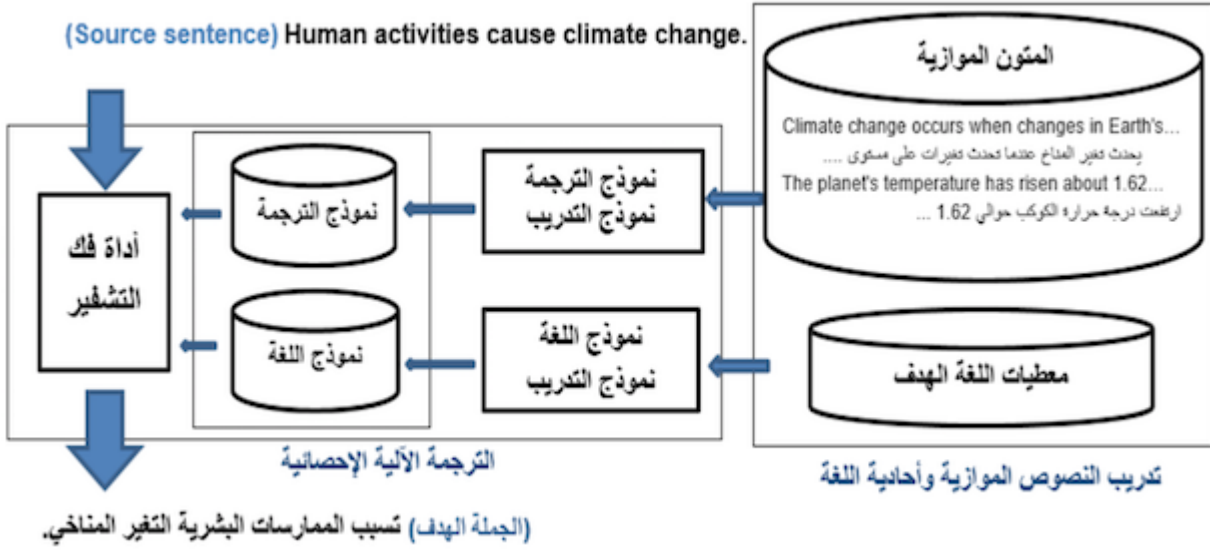 (Source sentence) Human activities cause climate change.
المتون الموازية
Climate change occurs when changes in Earth's...
يحدث تغير المناخ عندما تحدث تغيرات على مستوى ....
The planet's temperature has risen about 1.62...
ارتفعت درجة حرارة الكوكب حوالي 1.62 ...
معطيات اللغة الهدف
تدريب النصوص الموازية وأحادية اللغة
نموذج الترجمة
نموذج التدريب
نموذج اللغة
نموذج التدريب
نموذج الترجمة
نموذج اللغة
أداة فك
التشفير
الترجمة الآلية الإحصائية
(الجملة الهدف) تسبب الممارسات البشرية التغير المناخي.